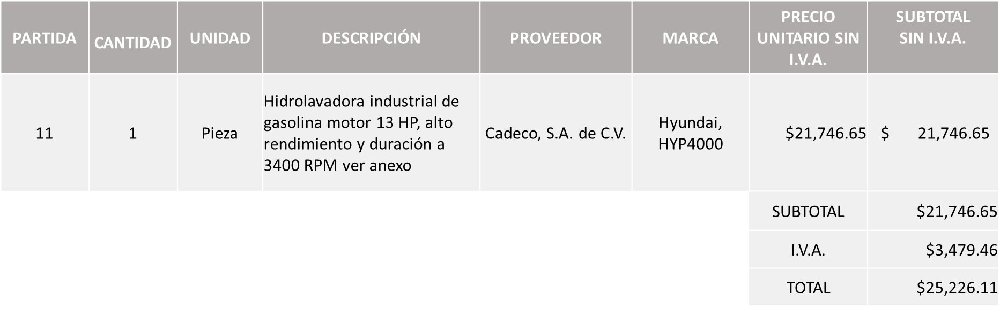 PARTIDA
CANTIDAD
UNIDAD
DESCRIPCIÓN
PROVEEDOR
MARCA
PRECIO
UNITARIO SIN
I.V.A.
SUBTOTAL
SIN I.V.A.
11
1
Pieza
Hidrolavadora industrial de
gasolina motor 13 HP, alto
rendimiento y duración a
3400 RPM ver anexo
Cadeco, S.A. de C.V.
Hyundai,
HYP4000
$21,746.65
$ 21,746.65
SUBTOTAL $21,746.65
I.V.A. $3,479.46
TOTAL $25,226.11